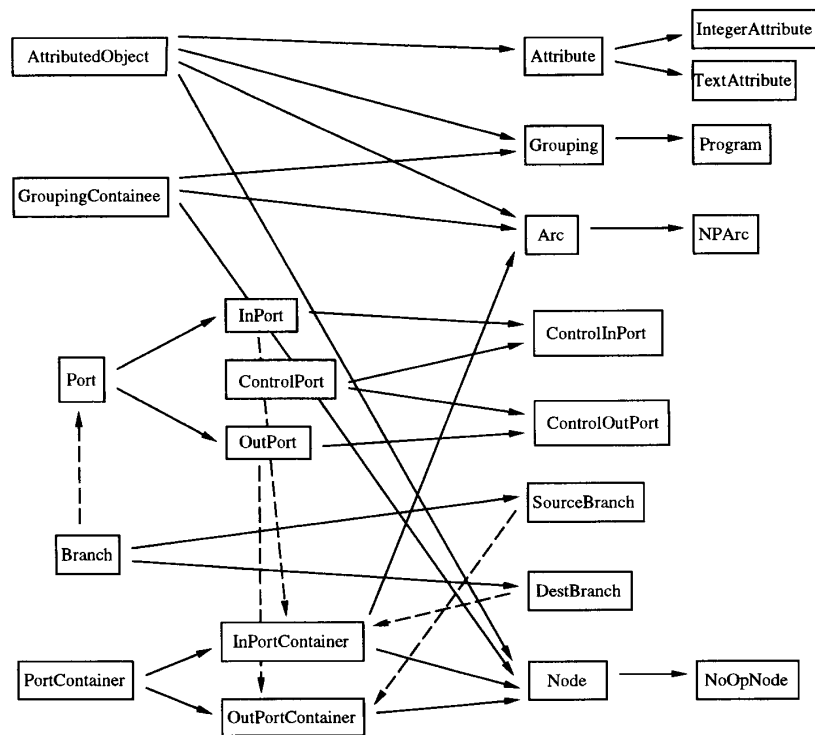 IntegerAttribute
AttributedObject
Attribute
TextAttribute
Grouping
Program
GroupingContainee
Arc
NPArc
InPort
ControlInPort
Port
ControlPort
OutPort
ControlOutPort
SourceBranch
Branch
DestBranch
InPortContainer
PortContainer
Node
NoOpNode
OutPortContainer